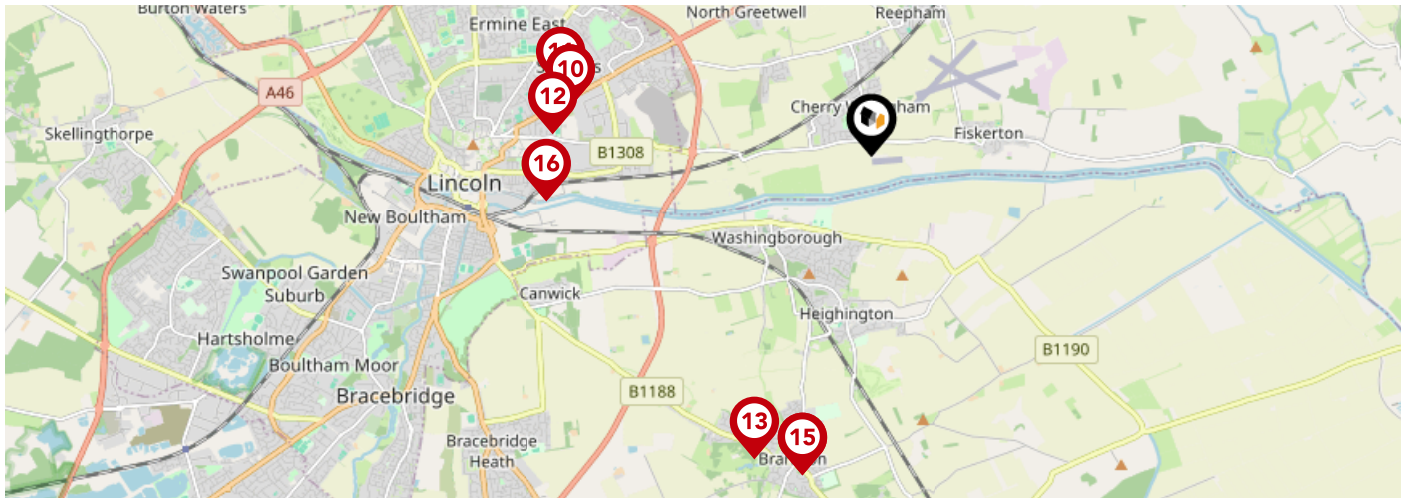 Burton Waters
Ermine East
North Greetwell
Reepham
10
A46
12
Skellingthorpe
Fiskerton
B1308
16
Lincoln
New Boultham
Washingborough
Swanpool Garden
Suburb
Canwick
Heighington
Hartsholme
B1190
Boultham Moor
B1188
Bracebridge
13
15
Bracebridge
Heath